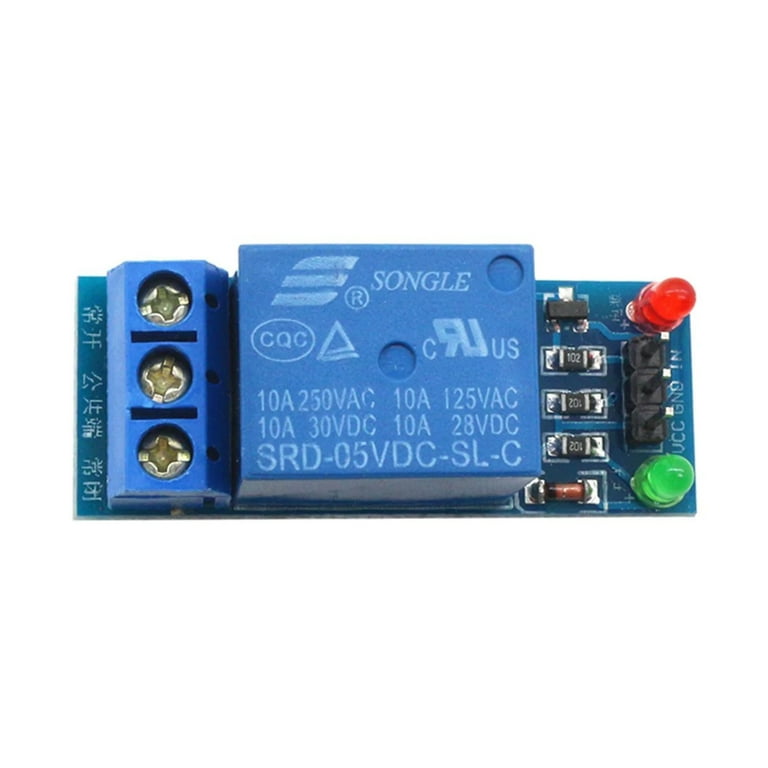 SONGLE
®
CQC
C RU US
10A 250VAC 10A 125VAC
10A 30VDC 10A 28VDC
SRD-05VDC-SL-C
常开 公共端 常闭
102
102
102
VCC GND IN